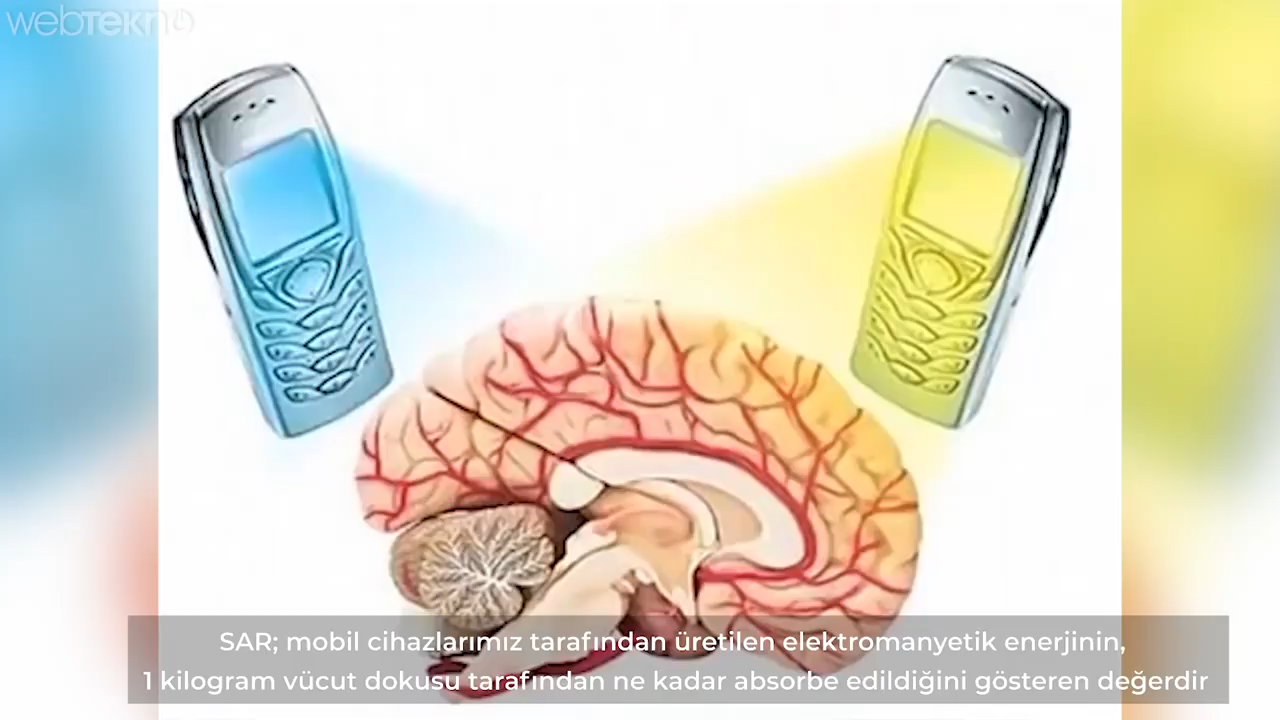 webtekno
SAR; mobil cihazlarımız tarafından üretilen elektromanyetik enerjinin,
1 kilogram vücut dokusu tarafından ne kadar absorbe edildiğini gösteren değerdir